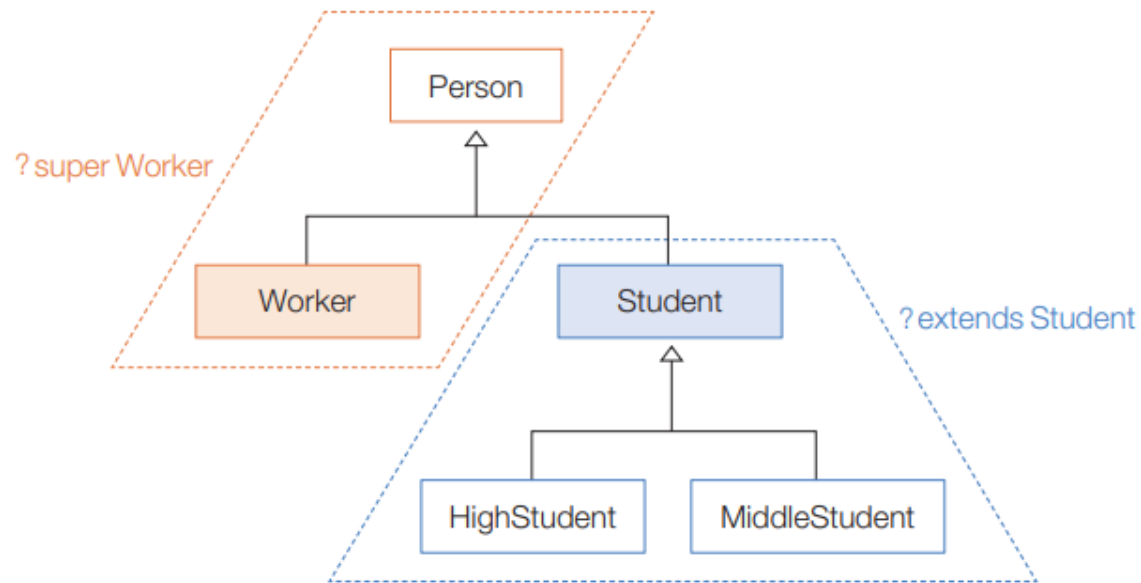 Person
? super Worker
Worker
Student
? extends Student
HighStudent
MiddleStudent